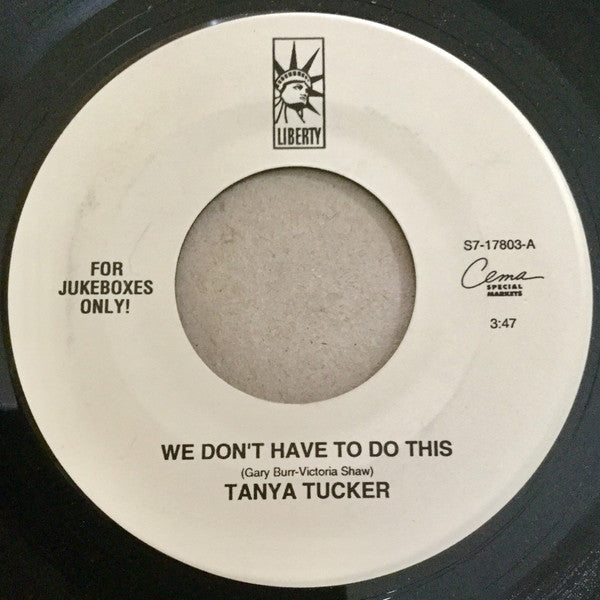 LIBERTY
FOR
JUKEBOXES
ONLY!
S7-17803-A
Cema
SPECIAL
MARKETS
3:47
WE DON'T HAVE TO DO THIS
(Gary Burr-Victoria Shaw)
TANYA TUCKER